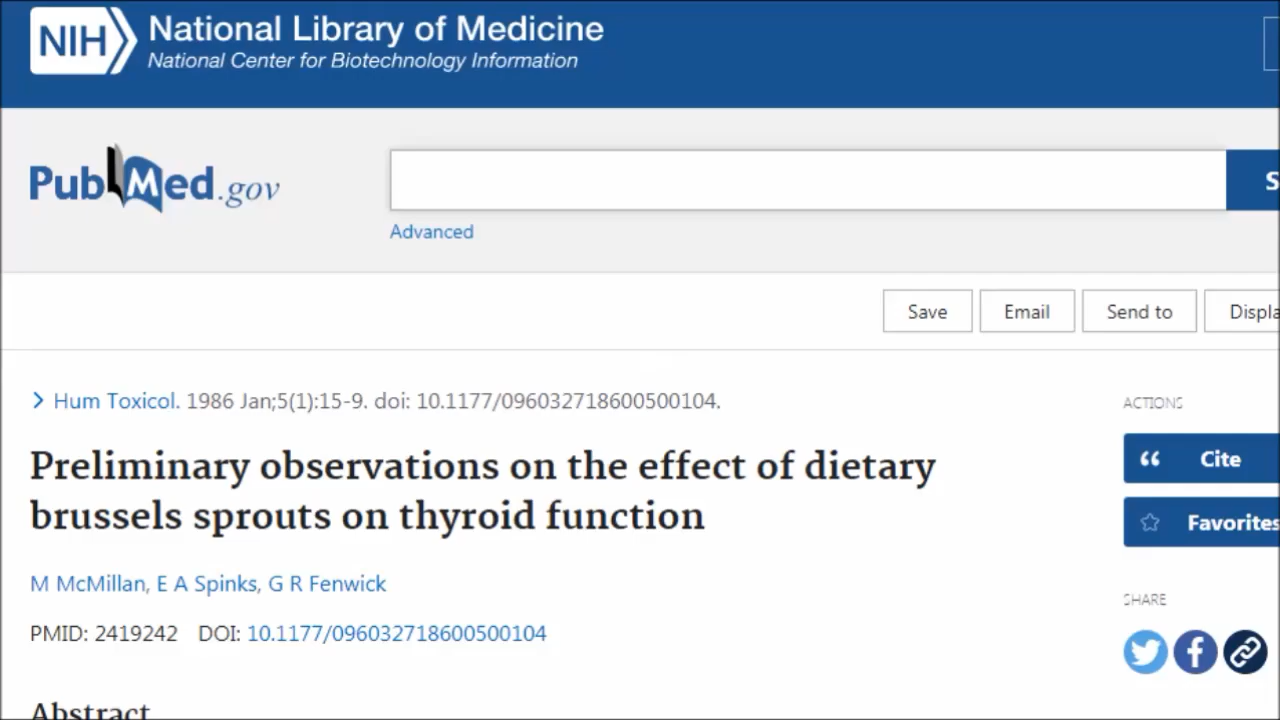 NIH National Library of Medicine
National Center for Biotechnology Information
PubMed.gov
S
Advanced
Save Email Send to Displa
Hum Toxicol. 1986 Jan;5(1):15-9. doi: 10.1177/096032718600500104.
ACTIONS
Preliminary observations on the effect of dietary
brussels sprouts on thyroid function
Cite
Favorites
M McMillan, E A Spinks, G R Fenwick
SHARE
PMID: 2419242 DOI: 10.1177/096032718600500104
Abstract